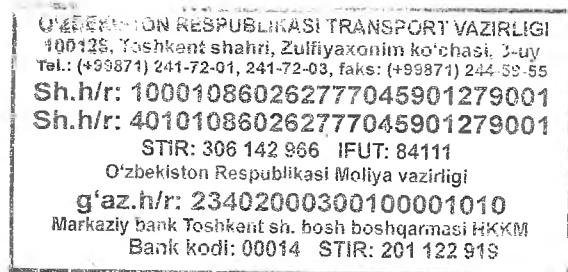 O'ZBEKISTON RESPUBLIKASI TRANSPORT VAZIRLIGI
100128, Toshkent shahri, Zulfiyaxonim ko'chasi, 3-uy
Tel.: (+99871) 241-72-01, 241-72-03, faks: (+99871) 244-59-55
Sh.h/r: 100010860262777045901279001
Sh.h/r: 401010860262777045901279001
STIR: 306 142 966 IFUT: 84111
O'zbekiston Respublikasi Moliya vazirligi
g'az.h/r: 23402000300100001010
Markaziy bank Toshkent sh. bosh boshqarmasi HKKM
Bank kodi: 00014 STIR: 201 122 919